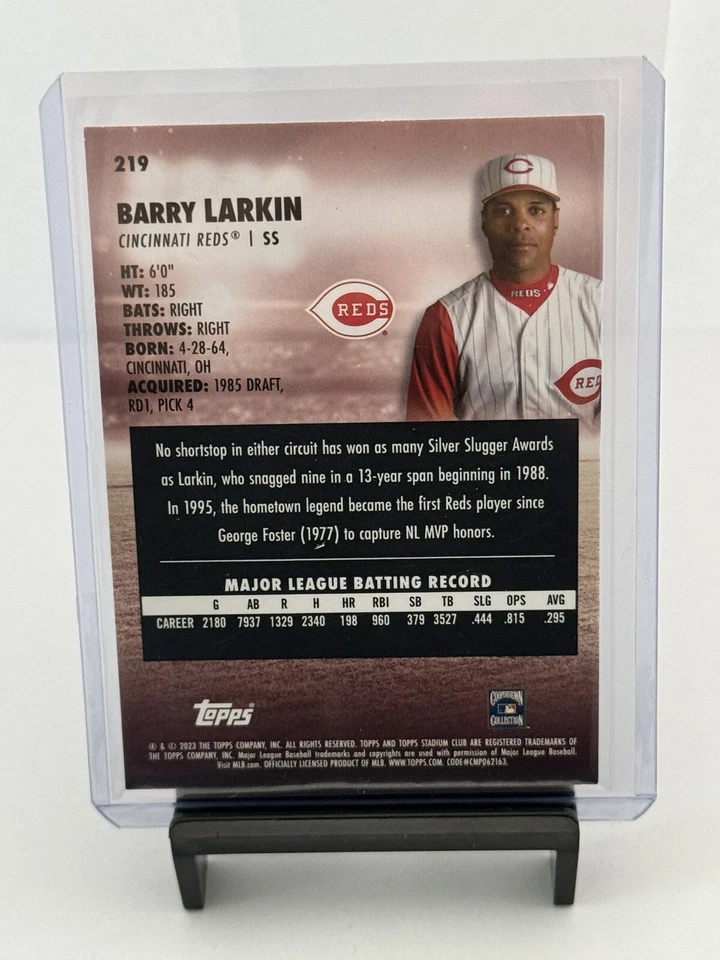 219
BARRY LARKIN
CINCINNATI REDS® | SS
HT: 6'0"
WT: 185
BATS: RIGHT
THROWS: RIGHT
BORN: 4-28-64,
CINCINNATI, OH
ACQUIRED: 1985 DRAFT,
RD1, PICK 4
REDS
C
REDS
RED
No shortstop in either circuit has won as many Silver Slugger Awards
as Larkin, who snagged nine in a 13-year span beginning in 1988.
In 1995, the hometown legend became the first Reds player since
George Foster (1977) to capture NL MVP honors.
MAJOR LEAGUE BATTING RECORD
G AB R H HR RBI SB TB SLG OPS AVG
CAREER 2180 7937 1329 2340 198 960 379 3527 .444 .815 .295
topps®
COOPERSTOWN
COLLECTION
® & © 2023 THE TOPPS COMPANY, INC. ALL RIGHTS RESERVED. TOPPS AND TOPPS STADIUM CLUB ARE REGISTERED TRADEMARKS OF
THE TOPPS COMPANY, INC. Major League Baseball trademarks and copyrights are used with permission of Major League Baseball.
Visit MLB.com. OFFICIALLY LICENSED PRODUCT OF MLB. WWW.TOPPS.COM. CODE#CMP062163.